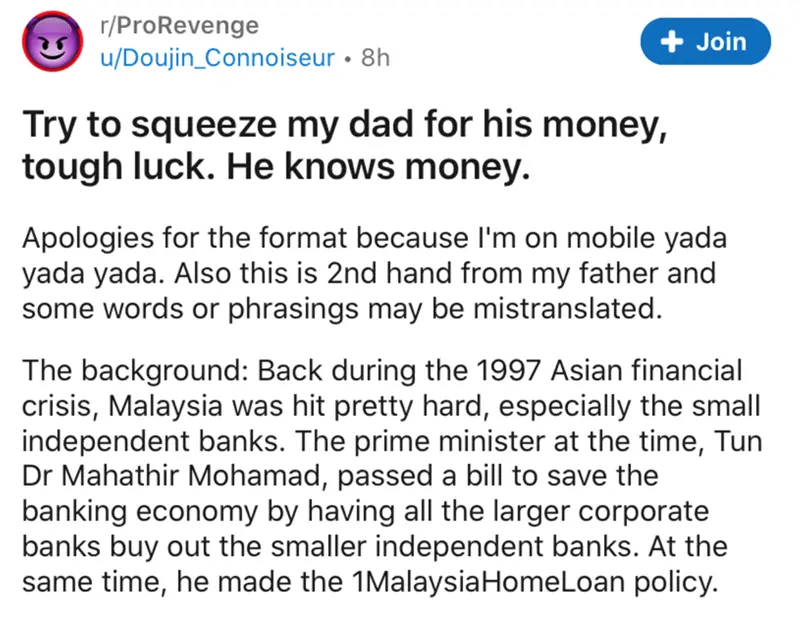 r/ProRevenge
u/Doujin_Connoiseur • 8h
+ Join
Try to squeeze my dad for his money,
tough luck. He knows money.
Apologies for the format because I'm on mobile yada
yada yada. Also this is 2nd hand from my father and
some words or phrasings may be mistranslated.
The background: Back during the 1997 Asian financial
crisis, Malaysia was hit pretty hard, especially the small
independent banks. The prime minister at the time, Tun
Dr Mahathir Mohamad, passed a bill to save the
banking economy by having all the larger corporate
banks buy out the smaller independent banks. At the
same time, he made the 1MalaysiaHomeLoan policy.